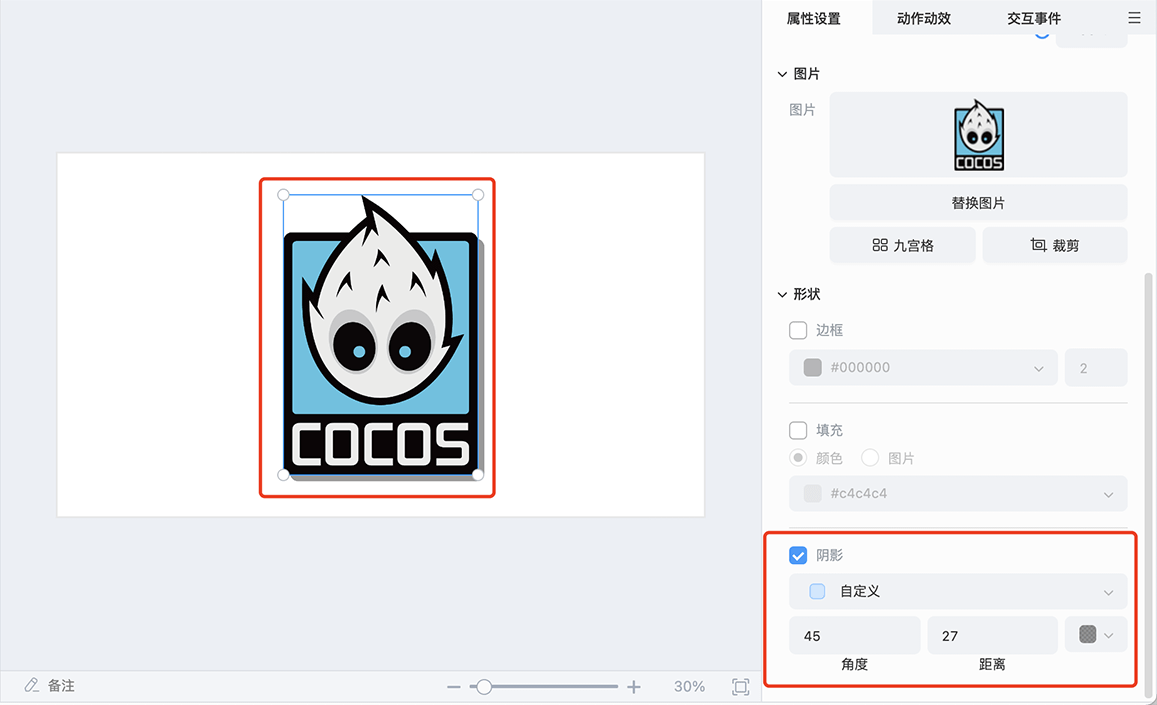 属性设置 动作动效 交互事件
图片
图片
COCOS
替换图片
九宫格 裁剪
形状
边框
#000000 2
填充
颜色 图片
#c4c4c4
阴影
自定义
45 27
角度 距离
COCOS
备注 30%